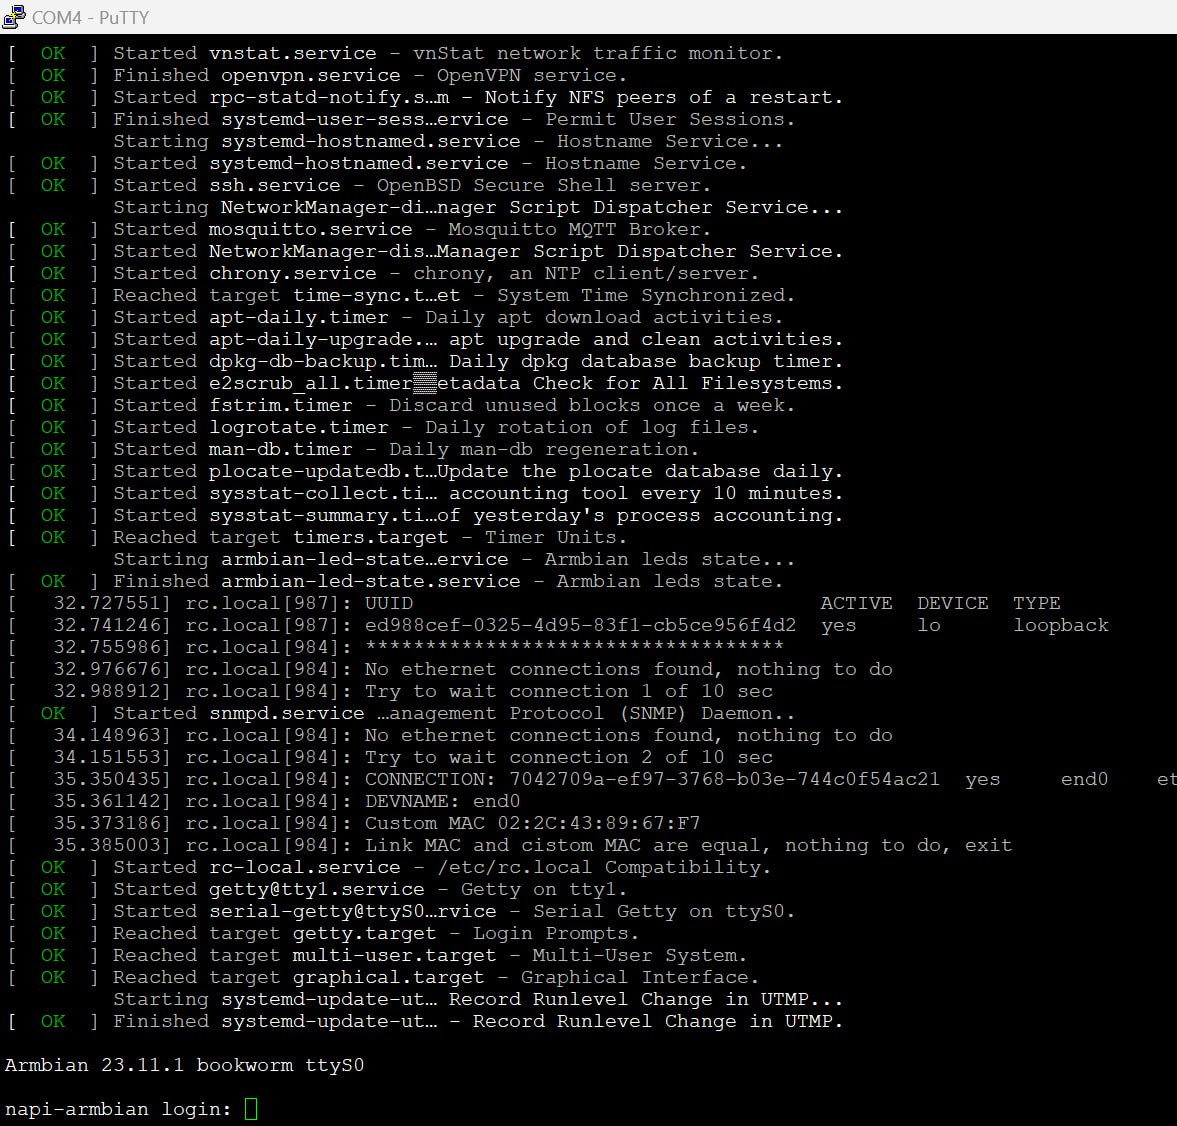 COM4 - PuTTY
[  OK  ] Started vnstat.service - vnStat network traffic monitor.
[  OK  ] Finished openvpn.service - OpenVPN service.
[  OK  ] Started rpc-statd-notify.s…m - Notify NFS peers of a restart.
[  OK  ] Finished systemd-user-sess…ervice - Permit User Sessions.
Starting systemd-hostnamed.service - Hostname Service...
[  OK  ] Started systemd-hostnamed.service - Hostname Service.
[  OK  ] Started ssh.service - OpenBSD Secure Shell server.
Starting NetworkManager-di…nager Script Dispatcher Service...
[  OK  ] Started mosquitto.service - Mosquitto MQTT Broker.
[  OK  ] Started NetworkManager-dis…Manager Script Dispatcher Service.
[  OK  ] Started chrony.service - chrony, an NTP client/server.
[  OK  ] Reached target time-sync.t…et - System Time Synchronized.
[  OK  ] Started apt-daily.timer - Daily apt download activities.
[  OK  ] Started apt-daily-upgrade.… apt upgrade and clean activities.
[  OK  ] Started dpkg-db-backup.tim… Daily dpkg database backup timer.
[  OK  ] Started e2scrub_all.timer▒▒etadata Check for All Filesystems.
[  OK  ] Started fstrim.timer - Discard unused blocks once a week.
[  OK  ] Started logrotate.timer - Daily rotation of log files.
[  OK  ] Started man-db.timer - Daily man-db regeneration.
[  OK  ] Started plocate-updatedb.t…Update the plocate database daily.
[  OK  ] Started sysstat-collect.ti… accounting tool every 10 minutes.
[  OK  ] Started sysstat-summary.ti…of yesterday's process accounting.
[  OK  ] Reached target timers.target - Timer Units.
Starting armbian-led-state…ervice - Armbian leds state...
[  OK  ] Finished armbian-led-state.service - Armbian leds state.
[   32.727551] rc.local[987]: UUID                                  ACTIVE  DEVICE  TYPE
[   32.741246] rc.local[987]: ed988cef-0325-4d95-83f1-cb5ce956f4d2  yes     lo      loopback
[   32.755986] rc.local[984]: ***********************************
[   32.976676] rc.local[984]: No ethernet connections found, nothing to do
[   32.988912] rc.local[984]: Try to wait connection 1 of 10 sec
[  OK  ] Started snmpd.service …anagement Protocol (SNMP) Daemon..
[   34.148963] rc.local[984]: No ethernet connections found, nothing to do
[   34.151553] rc.local[984]: Try to wait connection 2 of 10 sec
[   35.350435] rc.local[984]: CONNECTION: 7042709a-ef97-3768-b03e-744c0f54ac21  yes     end0    et
[   35.361142] rc.local[984]: DEVNAME: end0
[   35.373186] rc.local[984]: Custom MAC 02:2C:43:89:67:F7
[   35.385003] rc.local[984]: Link MAC and cistom MAC are equal, nothing to do, exit
[  OK  ] Started rc-local.service - /etc/rc.local Compatibility.
[  OK  ] Started getty@tty1.service - Getty on tty1.
[  OK  ] Started serial-getty@ttyS0…rvice - Serial Getty on ttyS0.
[  OK  ] Reached target getty.target - Login Prompts.
[  OK  ] Reached target multi-user.target - Multi-User System.
[  OK  ] Reached target graphical.target - Graphical Interface.
Starting systemd-update-ut… Record Runlevel Change in UTMP...
[  OK  ] Finished systemd-update-ut… - Record Runlevel Change in UTMP.
Armbian 23.11.1 bookworm ttyS0
napi-armbian login: